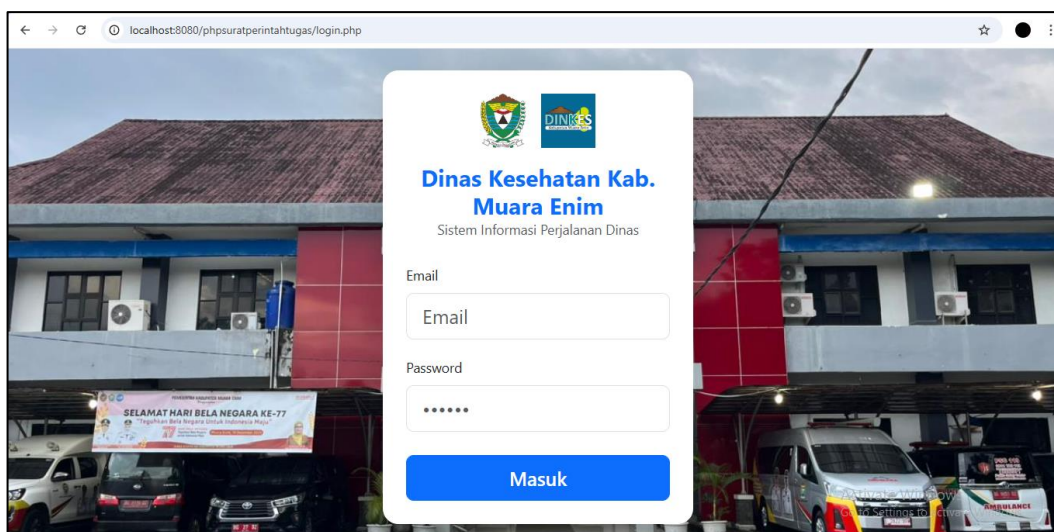 localhost:8080/phpsuratperintahtugas/login.php
DINKES
Dinas Kesehatan Kab.
Muara Enim
Sistem Informasi Perjalanan Dinas
Email
Email
Password
••••••
Masuk
SELAMAT HARI BELA NEGARA KE-77
"Teguhkan Bela Negara Untuk Indonesia Maju"
AMBULANCE